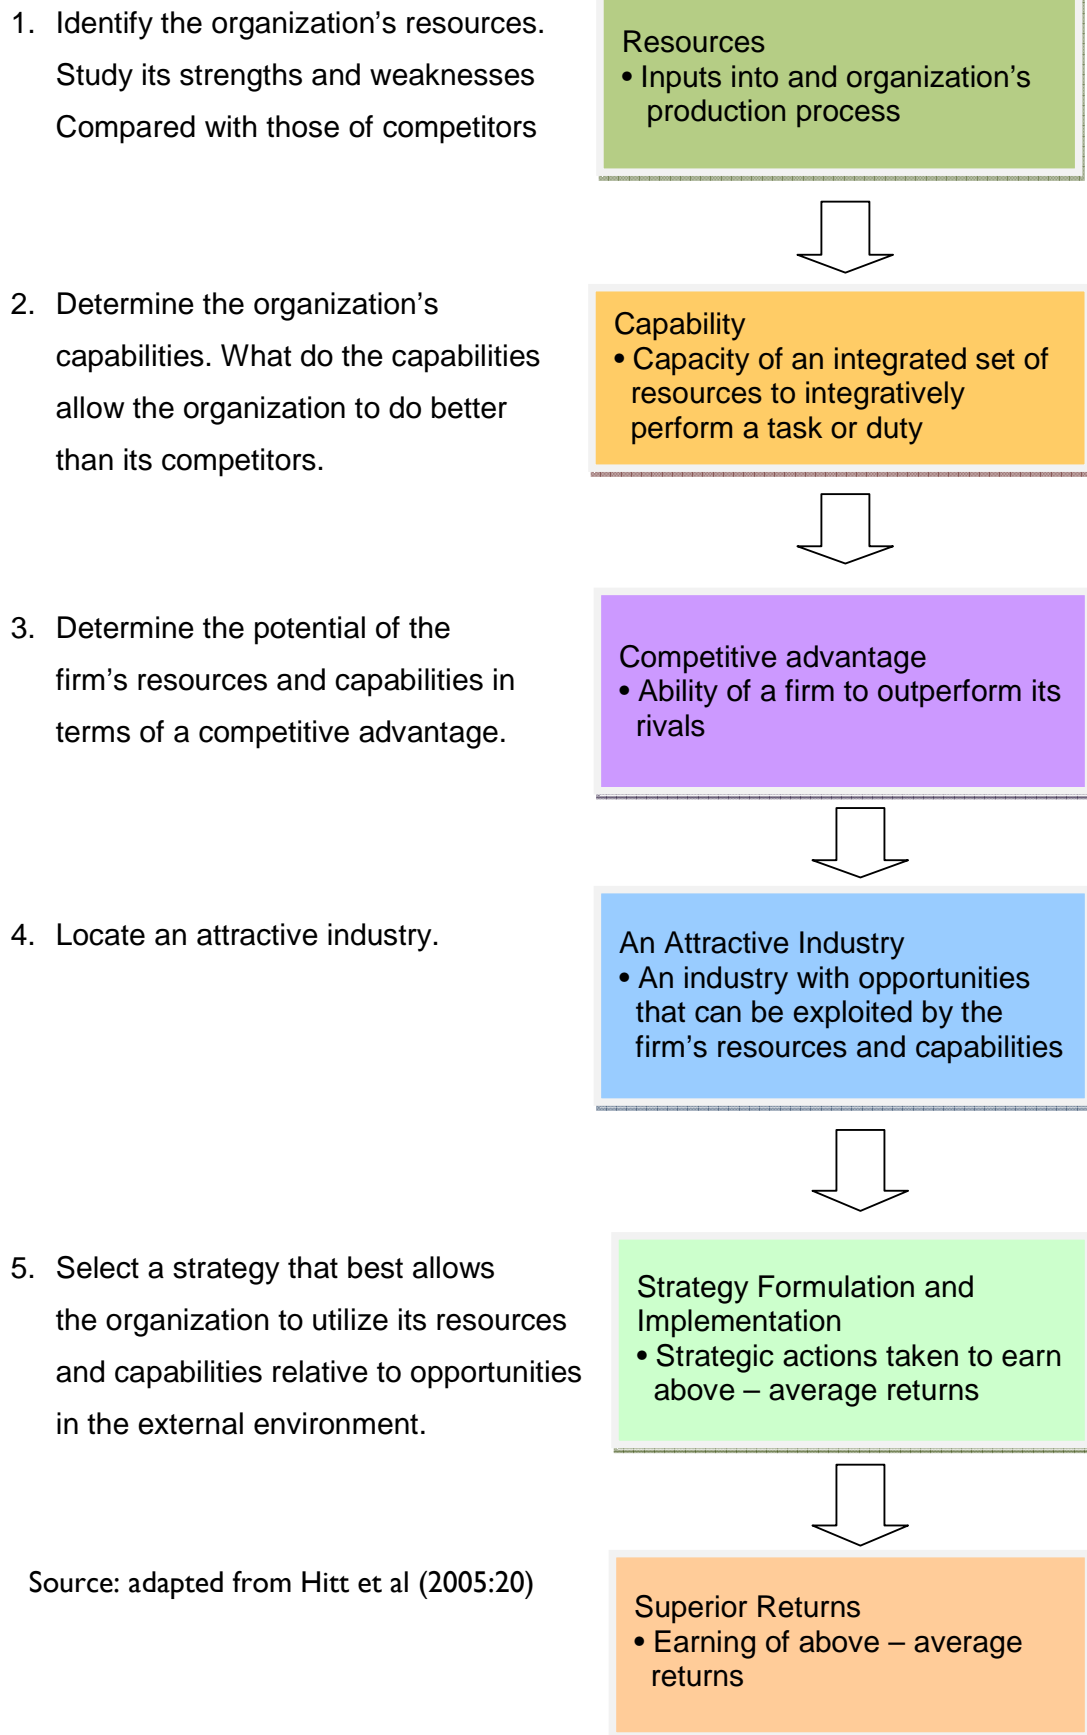 1. Identify the organization's resources.
Study its strengths and weaknesses
Compared with those of competitors
Resources
• Inputs into and organization's
production process
2. Determine the organization's
capabilities. What do the capabilities
allow the organization to do better
than its competitors.
Capability
• Capacity of an integrated set of
resources to integratively
perform a task or duty
3. Determine the potential of the
firm's resources and capabilities in
terms of a competitive advantage.
Competitive advantage
• Ability of a firm to outperform its
rivals
4. Locate an attractive industry.
An Attractive Industry
• An industry with opportunities
that can be exploited by the
firm's resources and capabilities
5. Select a strategy that best allows
the organization to utilize its resources
and capabilities relative to opportunities
in the external environment.
Strategy Formulation and
Implementation
• Strategic actions taken to earn
above – average returns
Source: adapted from Hitt et al (2005:20)
Superior Returns
• Earning of above – average
returns